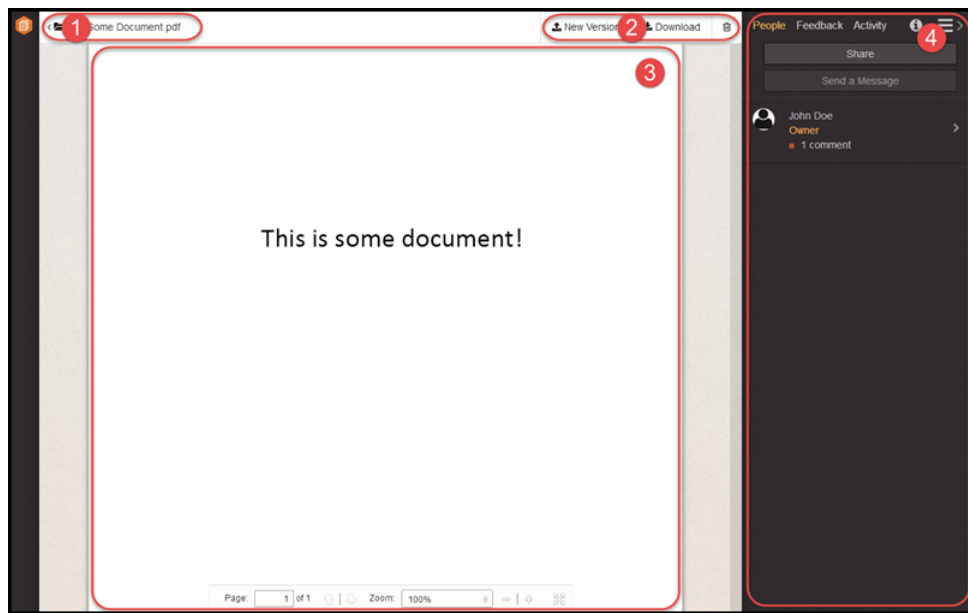 1 Some Document.pdf
New Version 2 Download
People Feedback Activity 4
3
Share
Send a Message
John Doe
Owner
1 comment
This is some document!
Page: 1 of 1 Zoom: 100%